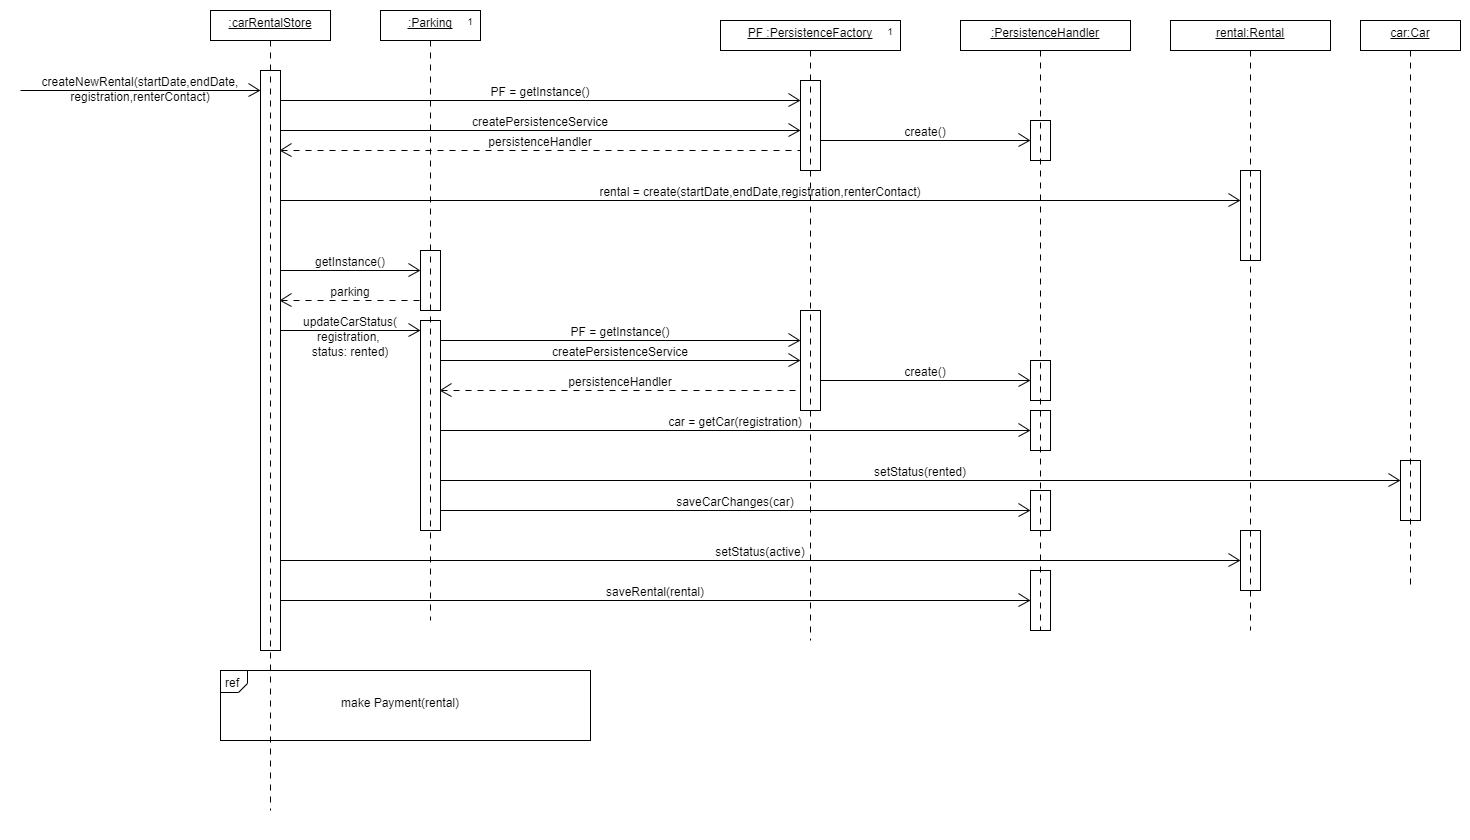 :carRentalStore
:Parking 1
PF :PersistenceFactory 1
:PersistenceHandler
rental:Rental
car:Car
createNewRental(startDate,endDate,
registration,renterContact)
PF = getInstance()
createPersistenceService
create()
persistenceHandler
rental = create(startDate,endDate,registration,renterContact)
getInstance()
parking
updateCarStatus(
registration,
status: rented)
PF = getInstance()
createPersistenceService
create()
persistenceHandler
car = getCar(registration)
setStatus(rented)
saveCarChanges(car)
setStatus(active)
saveRental(rental)
ref
make Payment(rental)